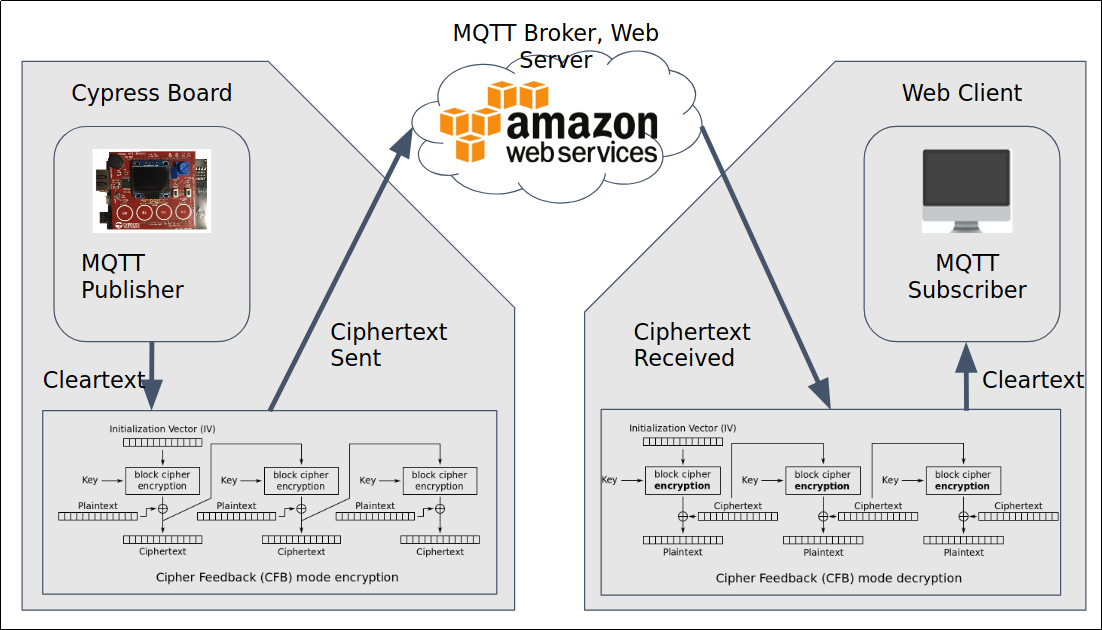 MQTT Broker, Web
Server
amazon
web services
Cypress Board
MQTT
Publisher
Cleartext
Ciphertext
Sent
Initialization Vector (IV)
Key
block cipher
encryption
Key
block cipher
encryption
Key
block cipher
encryption
Plaintext
Plaintext
Plaintext
Ciphertext
Ciphertext
Ciphertext
Cipher Feedback (CFB) mode encryption
Web Client
MQTT
Subscriber
Ciphertext
Received
Cleartext
Initialization Vector (IV)
Key
block cipher
encryption
Key
block cipher
encryption
Key
block cipher
encryption
Ciphertext
Ciphertext
Ciphertext
Plaintext
Plaintext
Plaintext
Cipher Feedback (CFB) mode decryption